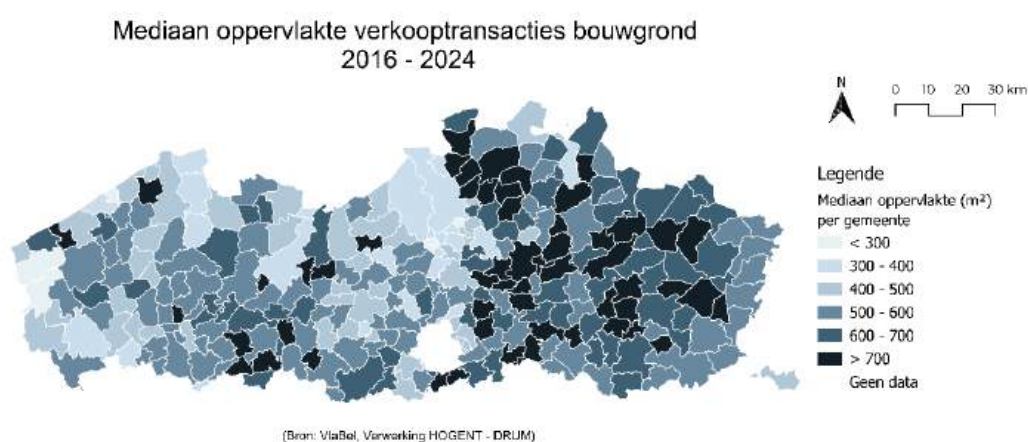 Mediaan oppervlakte verkooptransacties bouwgrond
2016 - 2024
N
0 10 20 30 km
Legende
Mediaan oppervlakte (m²)
per gemeente
< 300
300 - 400
400 - 500
500 - 600
600 - 700
> 700
Geen data
(Bron: VlaBel, Verwerking HOGENT - DRUM)